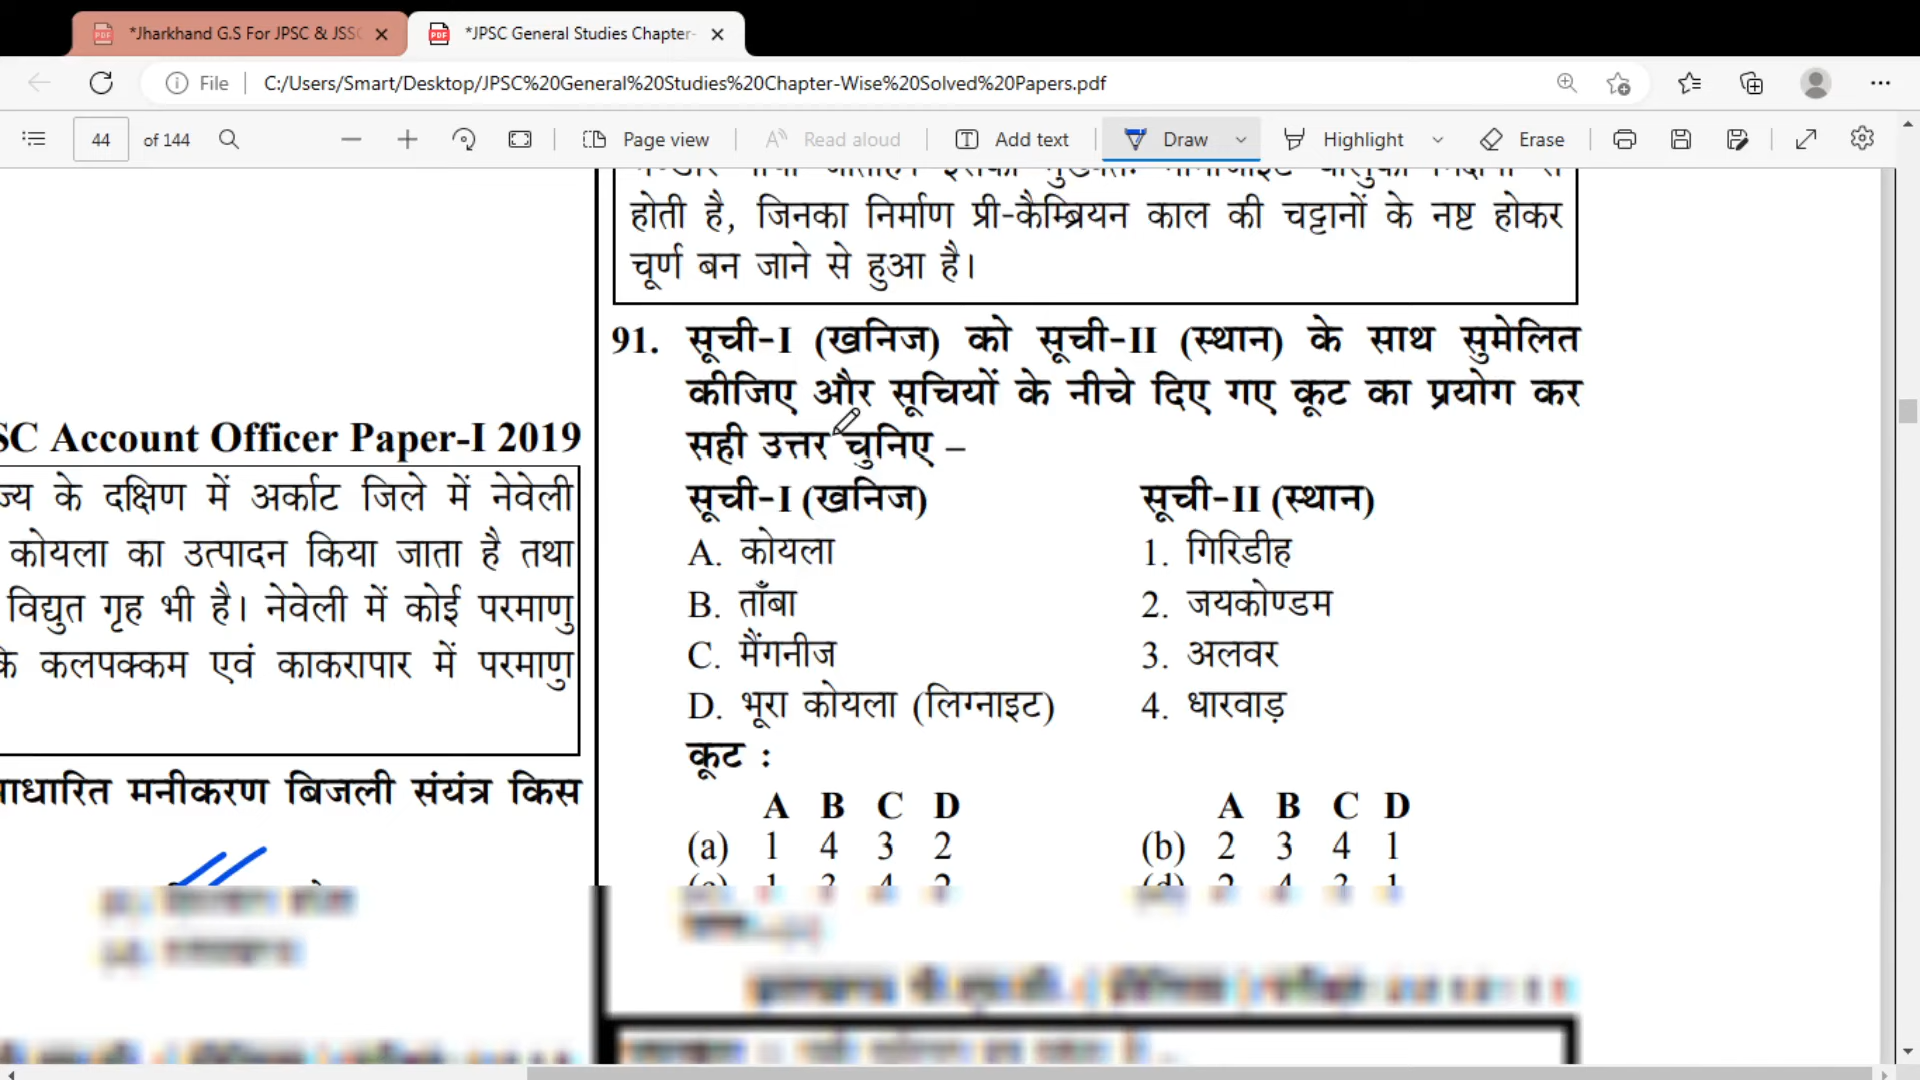 *Jharkhand G.S For JPSC & JSSC
*JPSC General Studies Chapter-
File
C:/Users/Smart/Desktop/JPSC%20General%20Studies%20Chapter-Wise%20Solved%20Papers.pdf
44 of 144
Page view
Read aloud
Add text
Draw
Highlight
Erase
SC Account Officer Paper-I 2019
ज्य के दक्षिण में अर्काट जिले में नेवेली
कोयला का उत्पादन किया जाता है तथा
विद्युत गृह भी है। नेवेली में कोई परमाणु
के कलपक्कम एवं काकरापार में परमाणु
ाधारित मनीकरण बिजली संयंत्र किस
होती है, जिनका निर्माण प्री-कैम्ब्रियन काल की चट्टानों के नष्ट होकर
चूर्ण बन जाने से हुआ है।
91. सूची-I (खनिज) को सूची-II (स्थान) के साथ सुमेलित
कीजिए और सूचियों के नीचे दिए गए कूट का प्रयोग कर
सही उत्तर चुनिए –
सूची-I (खनिज) सूची-II (स्थान)
A. कोयला 1. गिरिडीह
B. ताँबा 2. जयकोण्डम
C. मैंगनीज 3. अलवर
D. भूरा कोयला (लिग्नाइट) 4. धारवाड़
कूट :
A B C D A B C D
(a) 1 4 3 2 (b) 2 3 4 1